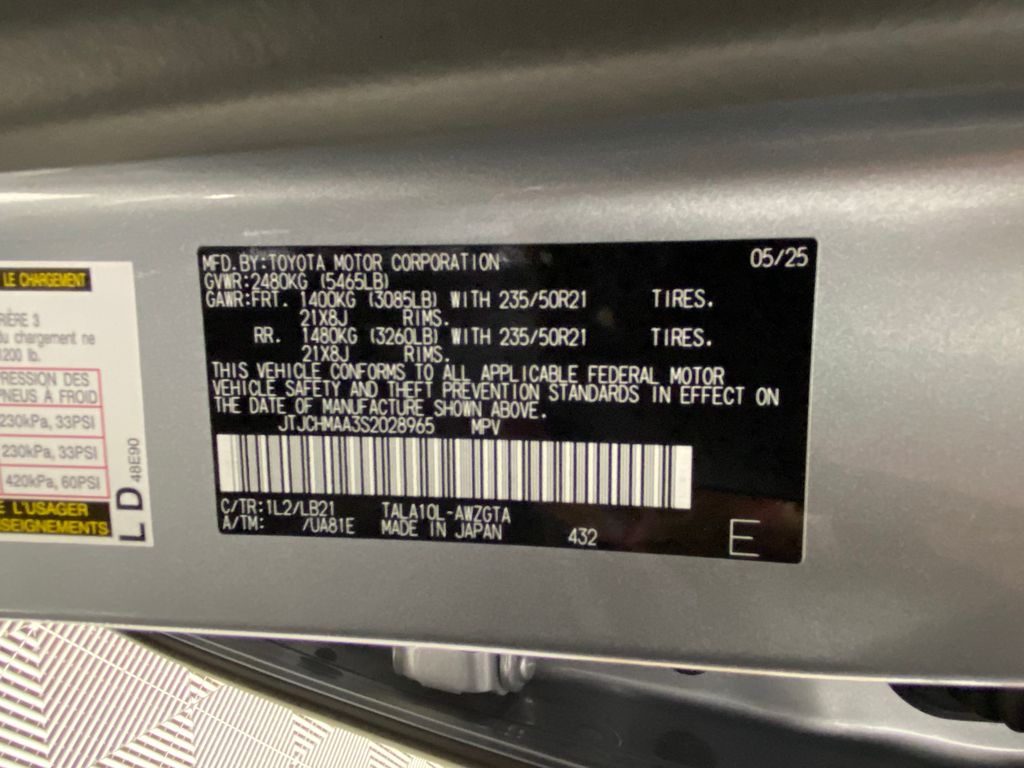 LE CHARGEMENT
RIÈRE 3
du chargement ne
1200 lb.
RESSION DES
PNEUS À FROID
230kPa, 33PSI
230kPa, 33PSI
420kPa, 60PSI
L'USAGER
SEIGNEMENTS
LD
48E90
MFD.BY:TOYOTA MOTOR CORPORATION 05/25
GVWR:2480KG (5465LB)
GAWR:FRT. 1400KG (3085LB) WITH 235/50R21 TIRES.
21X8J RIMS.
RR. 1480KG (3260LB) WITH 235/50R21 TIRES.
21X8J RIMS.
THIS VEHICLE CONFORMS TO ALL APPLICABLE FEDERAL MOTOR
VEHICLE SAFETY AND THEFT PREVENTION STANDARDS IN EFFECT ON
THE DATE OF MANUFACTURE SHOWN ABOVE.
JTJCHMAA3S2028965 MPV
C/TR:1L2/LB21 TALA10L-AWZGTA
A/TM: /UA81E MADE IN JAPAN 432 E